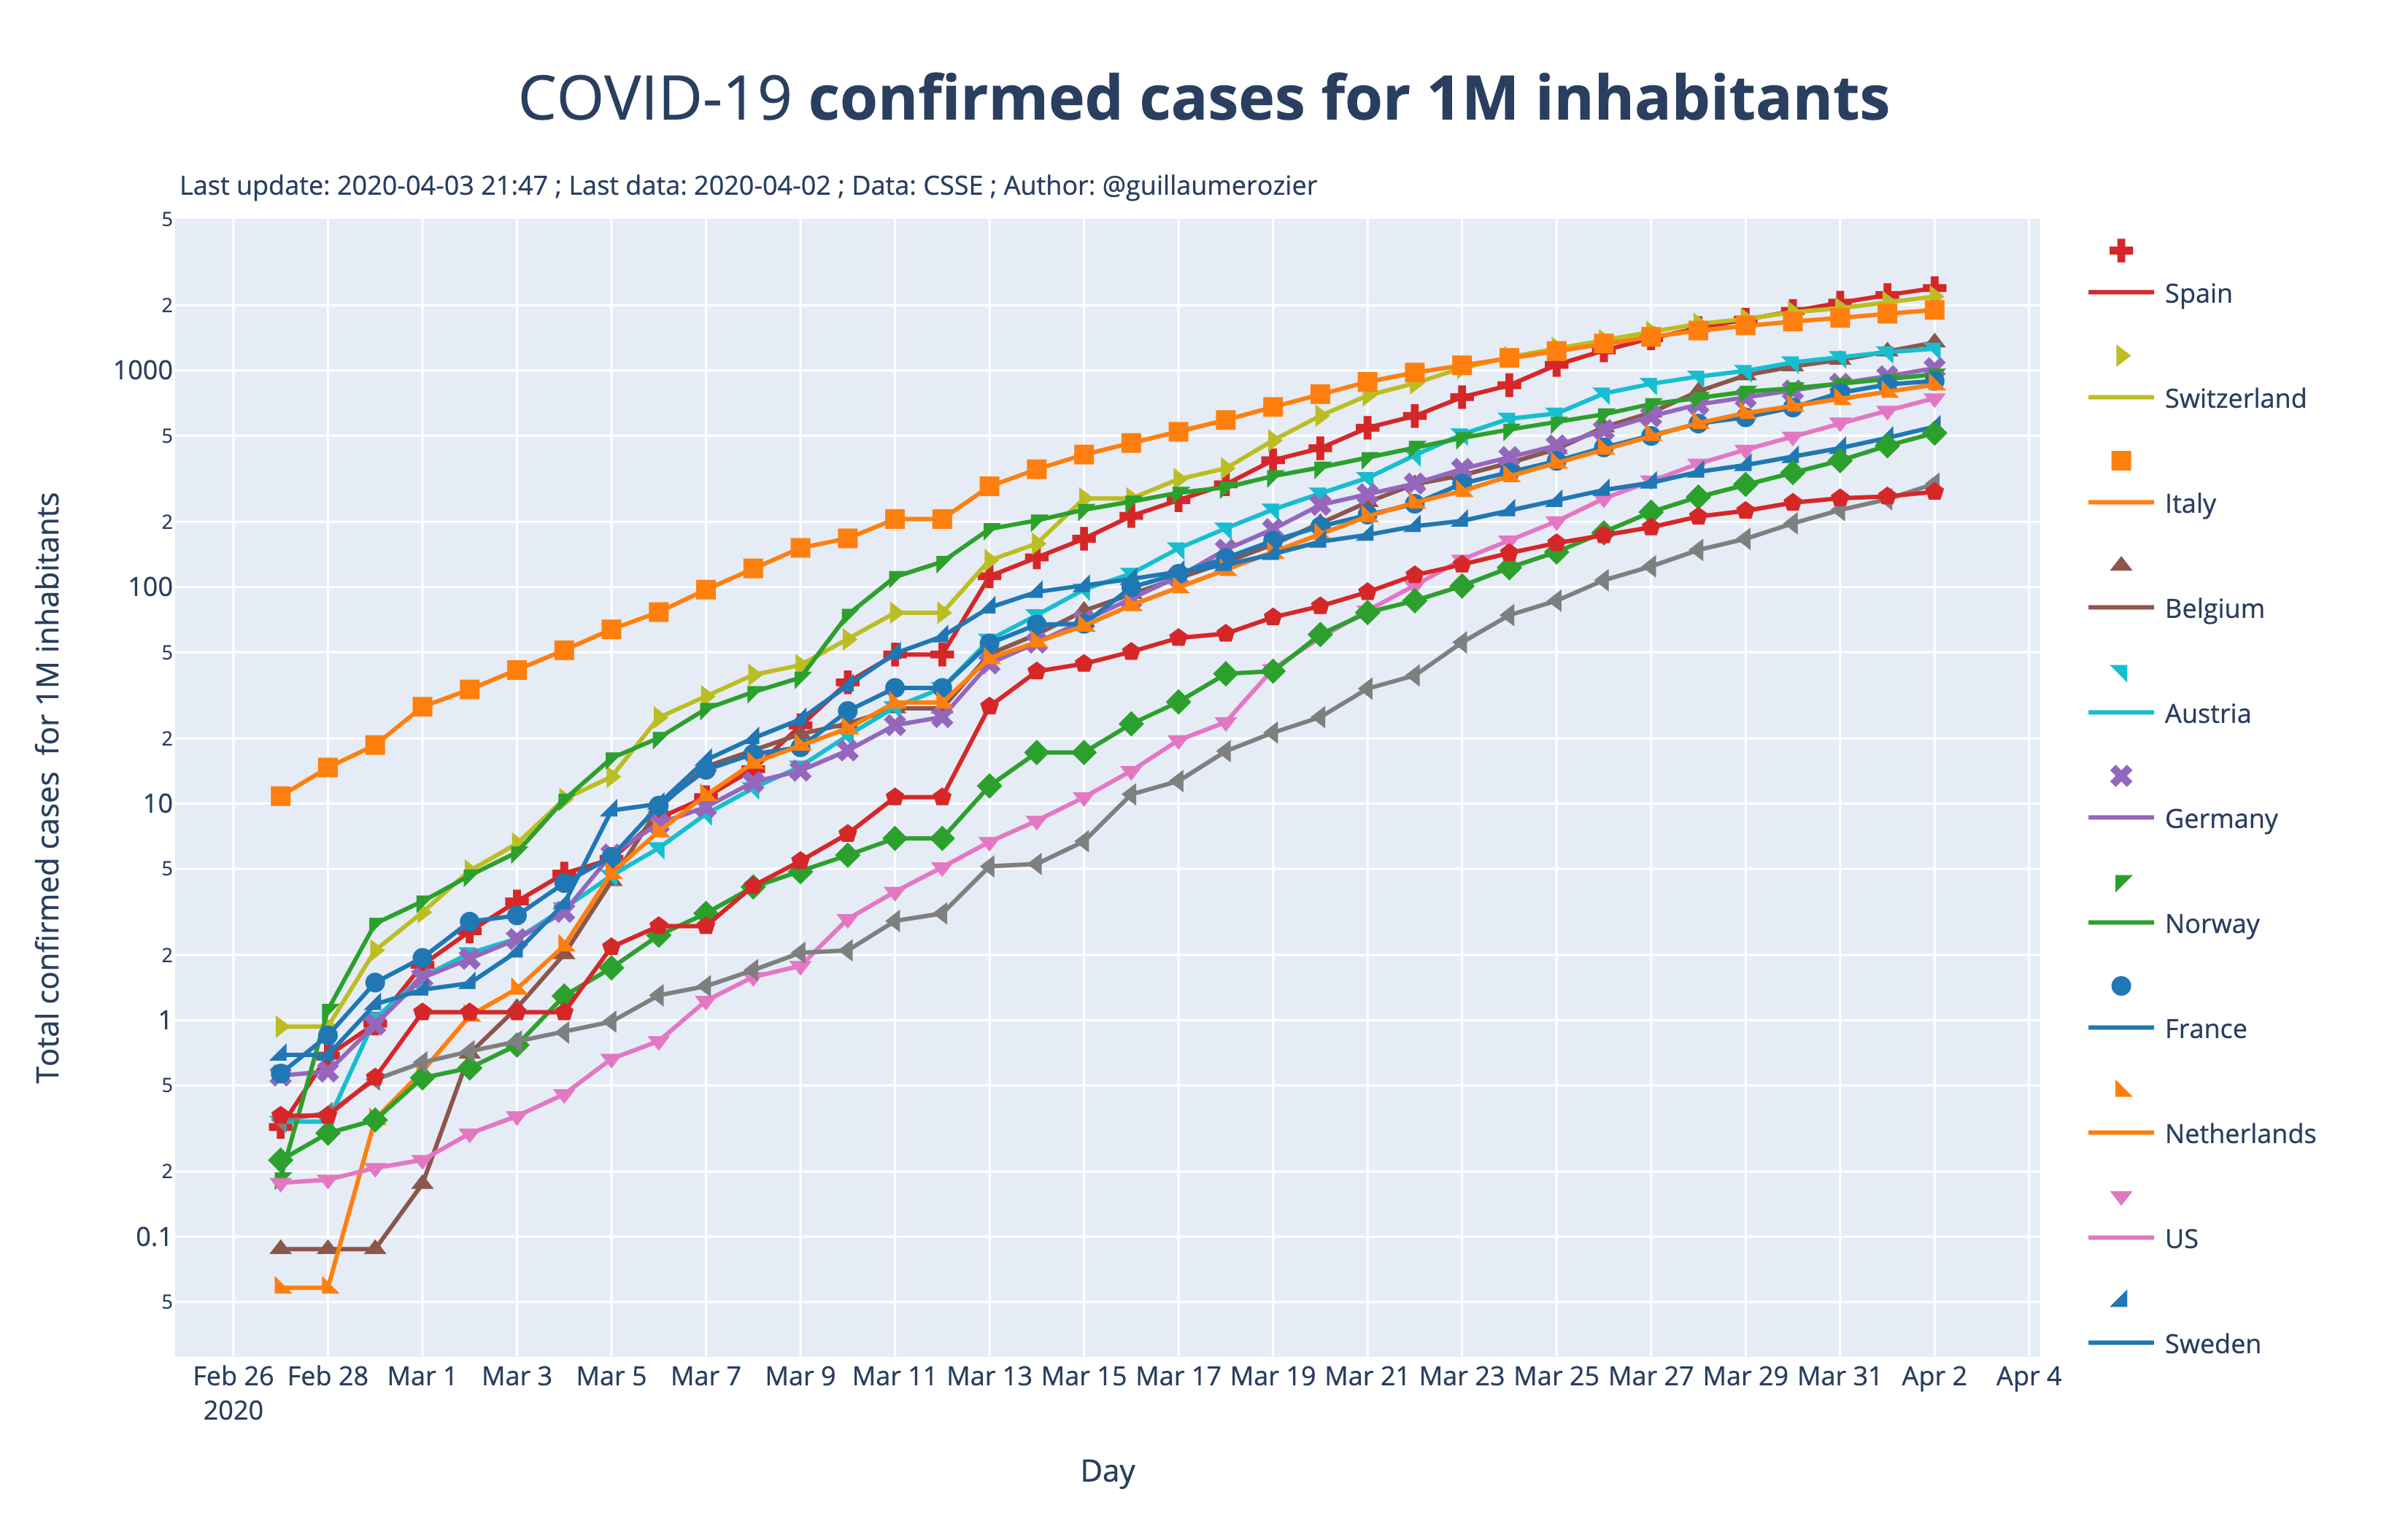 COVID-19 confirmed cases for 1M inhabitants
Last update: 2020-04-03 21:47 ; Last data: 2020-04-02 ; Data: CSSE ; Author: @guillaumerozier
Total confirmed cases for 1M inhabitants
5
2
1000
5
2
100
5
2
10
5
2
1
5
2
0.1
5
Feb 26 Feb 28 Mar 1 Mar 3 Mar 5 Mar 7 Mar 9 Mar 11 Mar 13 Mar 15 Mar 17 Mar 19 Mar 21 Mar 23 Mar 25 Mar 27 Mar 29 Mar 31 Apr 2 Apr 4
2020
Day
Spain
Switzerland
Italy
Belgium
Austria
Germany
Norway
France
Netherlands
US
Sweden